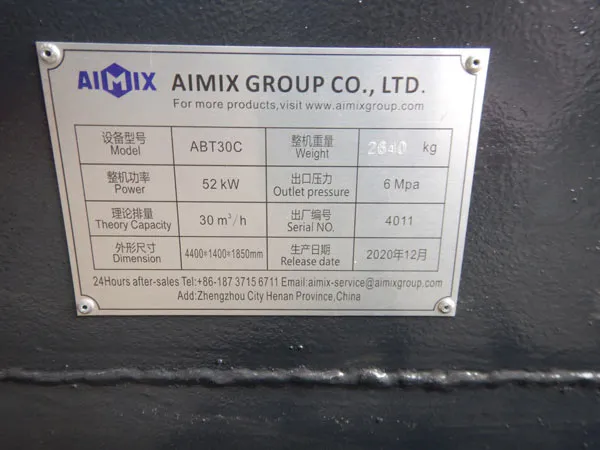 AIMIX AIMIX GROUP CO., LTD.
For more products,visit www.aimixgroup.com
设备型号 整机重量
Model ABT30C Weight 2640 kg
整机功率 出口压力
Power 52 kW Outlet pressure 6 Mpa
理论排量 出厂编号
Theory Capacity 30 m³/h Serial NO. 4011
外形尺寸 生产日期
Dimension 4400*1400*1850mm Release date 2020年12月
24Hours after-sales Tel:+86-187 3715 6711 Email:aimix-service@aimixgroup.com
Add:Zhengzhou City Henan Province,China